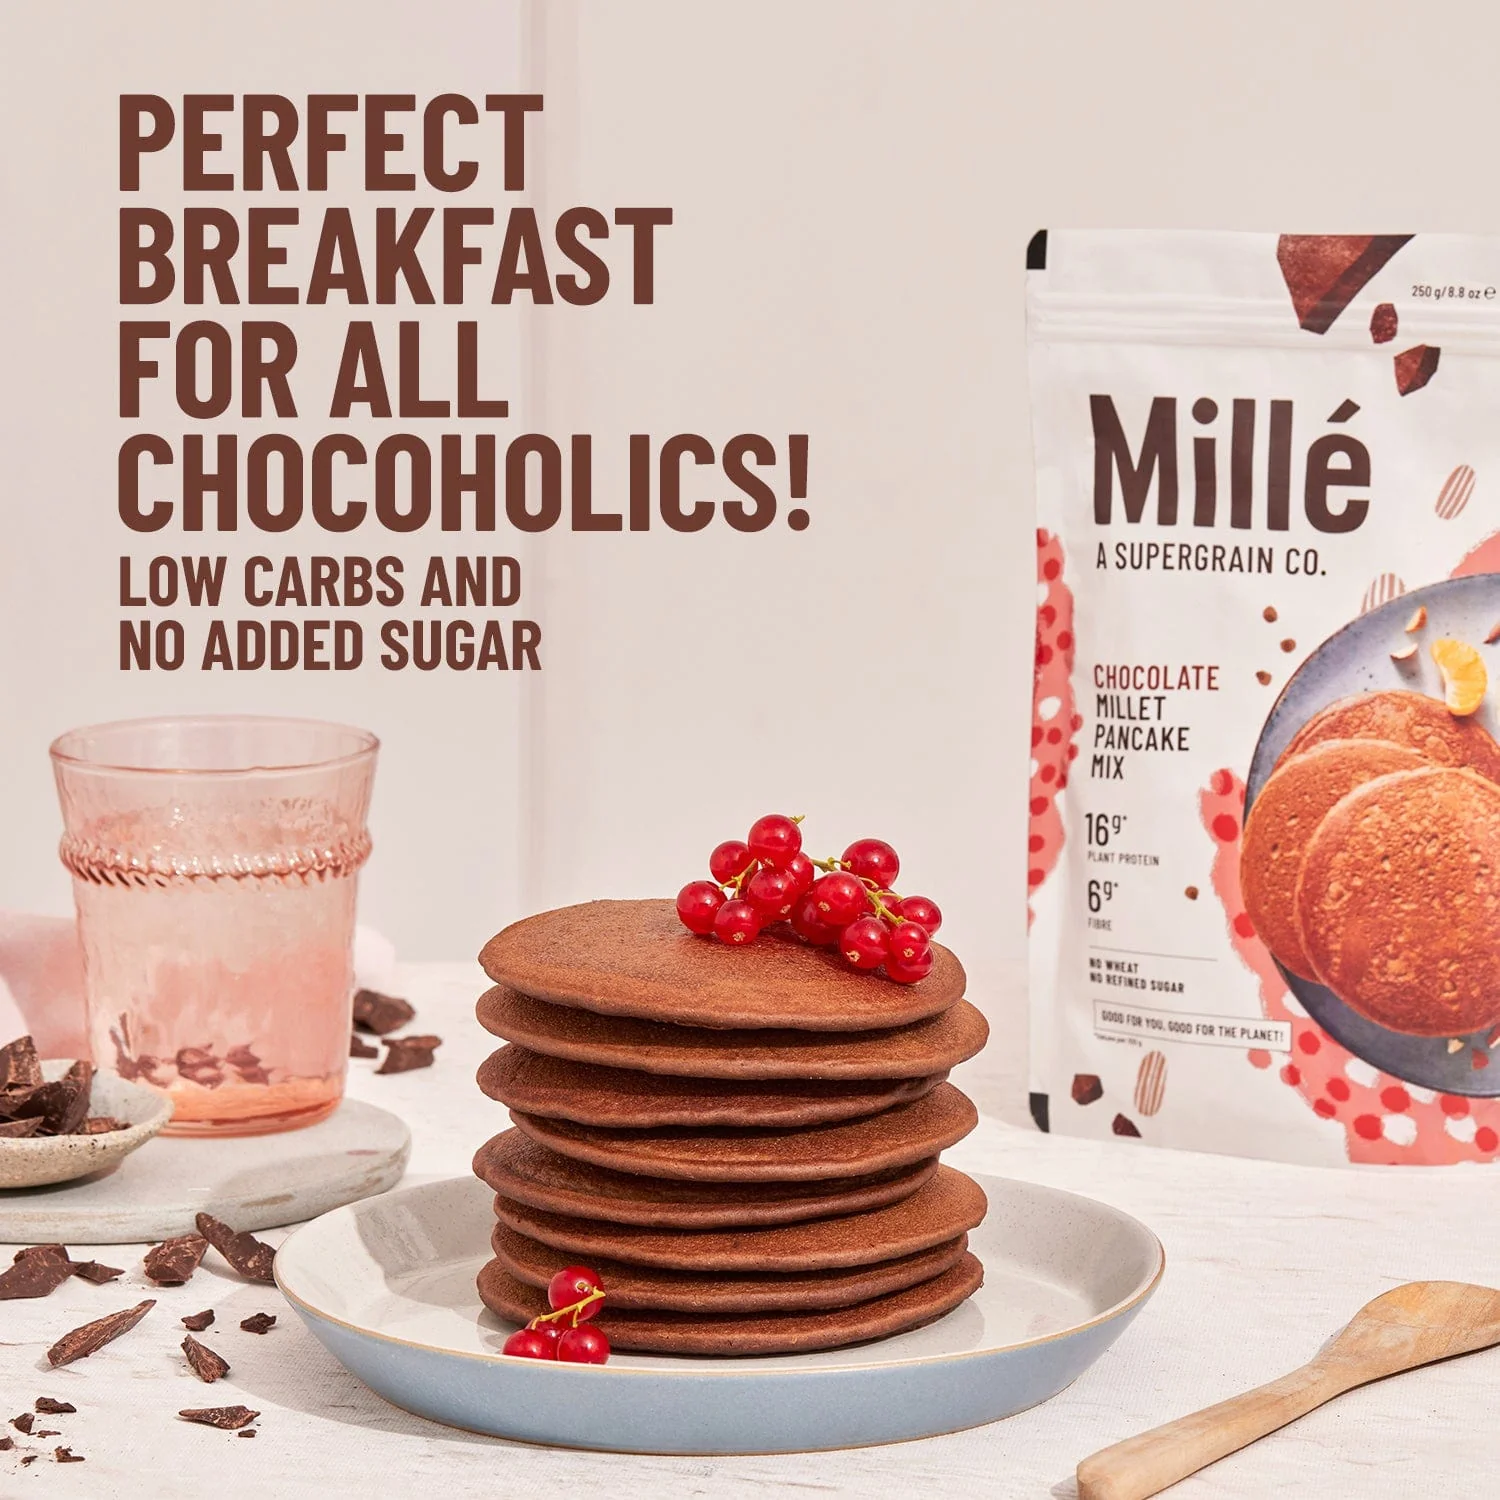 PERFECT
BREAKFAST
FOR ALL
CHOCOHOLICS!
LOW CARBS AND
NO ADDED SUGAR
250 g/8.8 oz ℮
Millé
A SUPERGRAIN CO.
CHOCOLATE
MILLET
PANCAKE
MIX
16g*
PLANT PROTEIN
6g*
FIBRE
NO WHEAT
NO REFINED SUGAR
GOOD FOR YOU. GOOD FOR THE PLANET!